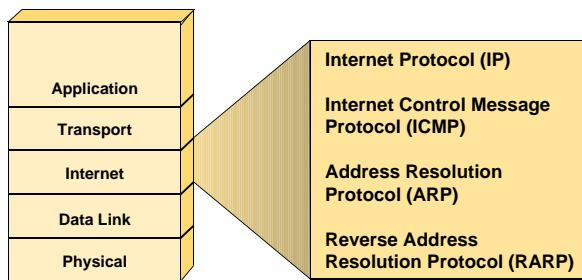 Application
Transport
Internet
Data Link
Physical
Internet Protocol (IP)
Internet Control Message
Protocol (ICMP)
Address Resolution
Protocol (ARP)
Reverse Address
Resolution Protocol (RARP)